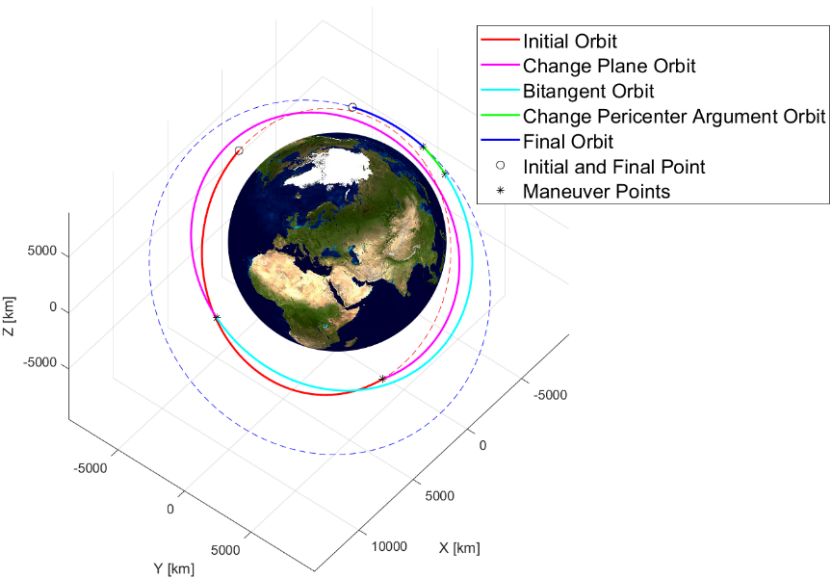 Initial Orbit
Change Plane Orbit
Bitangent Orbit
Change Pericenter Argument Orbit
Final Orbit
Initial and Final Point
Maneuver Points
5000
0
-5000
Z [km]
-5000
0
5000
Y [km]
-5000
0
5000
10000
X [km]